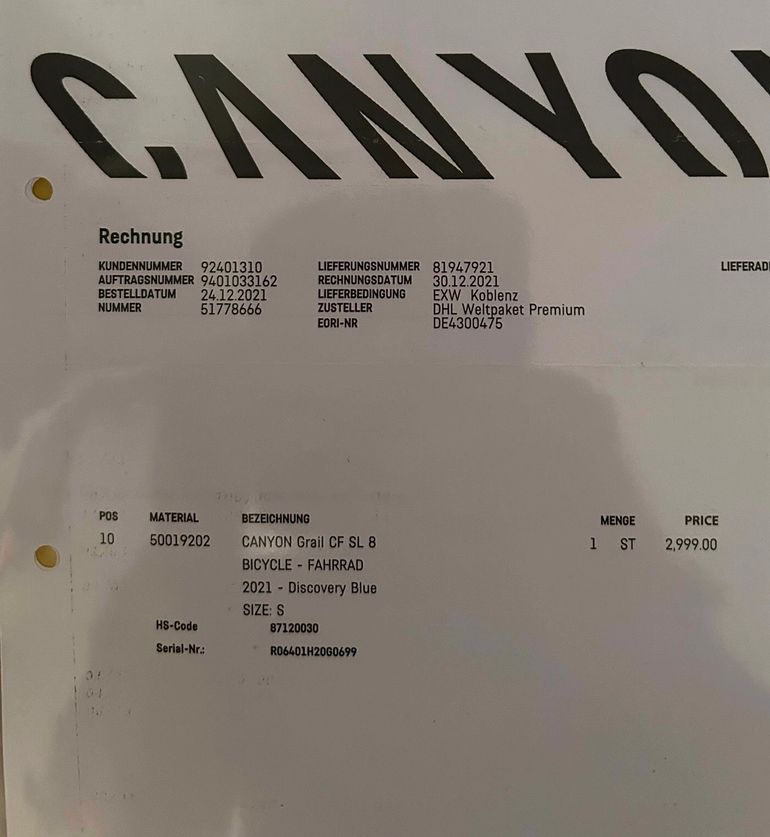 CANYO
Rechnung
KUNDENNUMMER 92401310
AUFTRAGSNUMMER 9401033162
BESTELLDATUM 24.12.2021
NUMMER 51778666
LIEFERUNGSNUMMER 81947921
RECHNUNGSDATUM 30.12.2021
LIEFERBEDINGUNG EXW Koblenz
ZUSTELLER DHL Weltpaket Premium
EORI-NR DE4300475
LIEFERAD
POS MATERIAL BEZEICHNUNG MENGE PRICE
10 50019202 CANYON Grail CF SL 8 1 ST 2,999.00
BICYCLE - FAHRRAD
2021 - Discovery Blue
SIZE: S
HS-Code 87120030
Serial-Nr.: R06401H20G0699